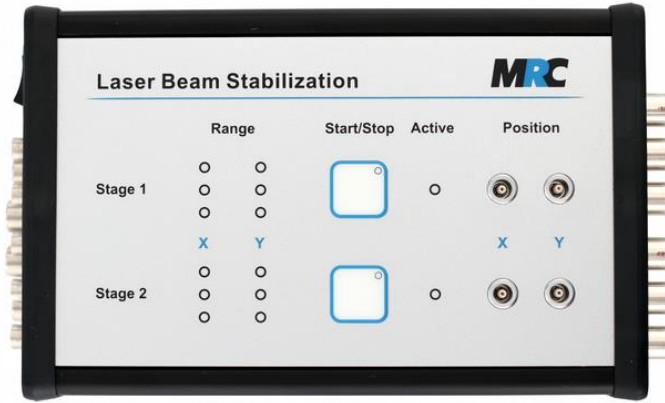 Laser Beam Stabilization MRC
Range Start/Stop Active Position
Stage 1
X Y X Y
Stage 2